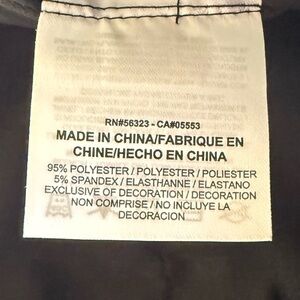 RN#56323 - CA#05553
MADE IN CHINA/FABRIQUE EN
CHINE/HECHO EN CHINA
95% POLYESTER / POLYESTER / POLIESTER
5% SPANDEX / ELASTHANNE / ELASTANO
EXCLUSIVE OF DECORATION / DECORATION
NON COMPRISE / NO INCLUYE LA
DECORACION